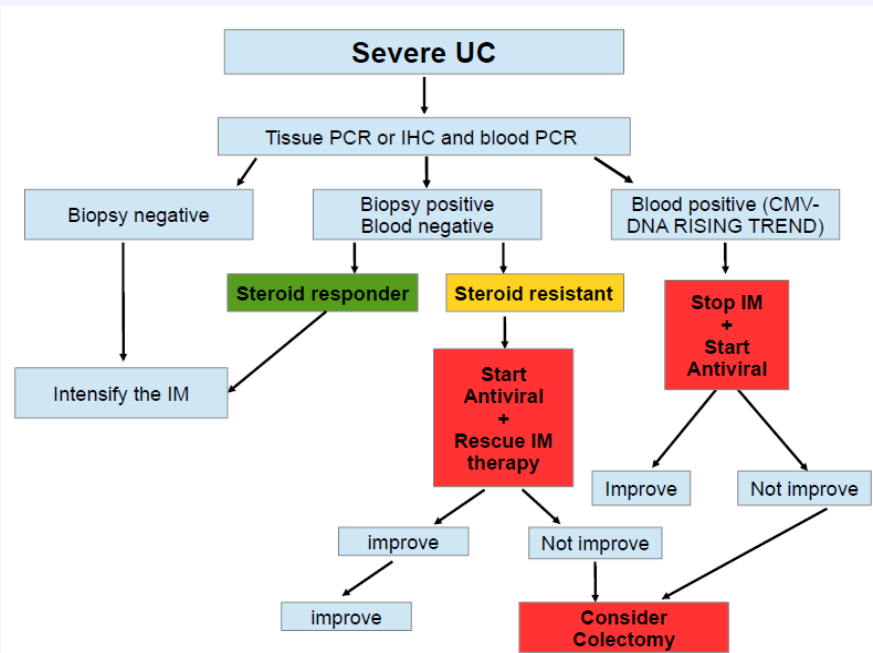 Severe UC
Tissue PCR or IHC and blood PCR
Biopsy negative
Biopsy positive
Blood negative
Blood positive (CMV-
DNA RISING TREND)
Steroid responder
Steroid resistant
Stop IM
+
Start
Antiviral
Intensify the IM
Start
Antiviral
+
Rescue IM
therapy
Improve
Not improve
improve
Not improve
improve
Consider
Colectomy